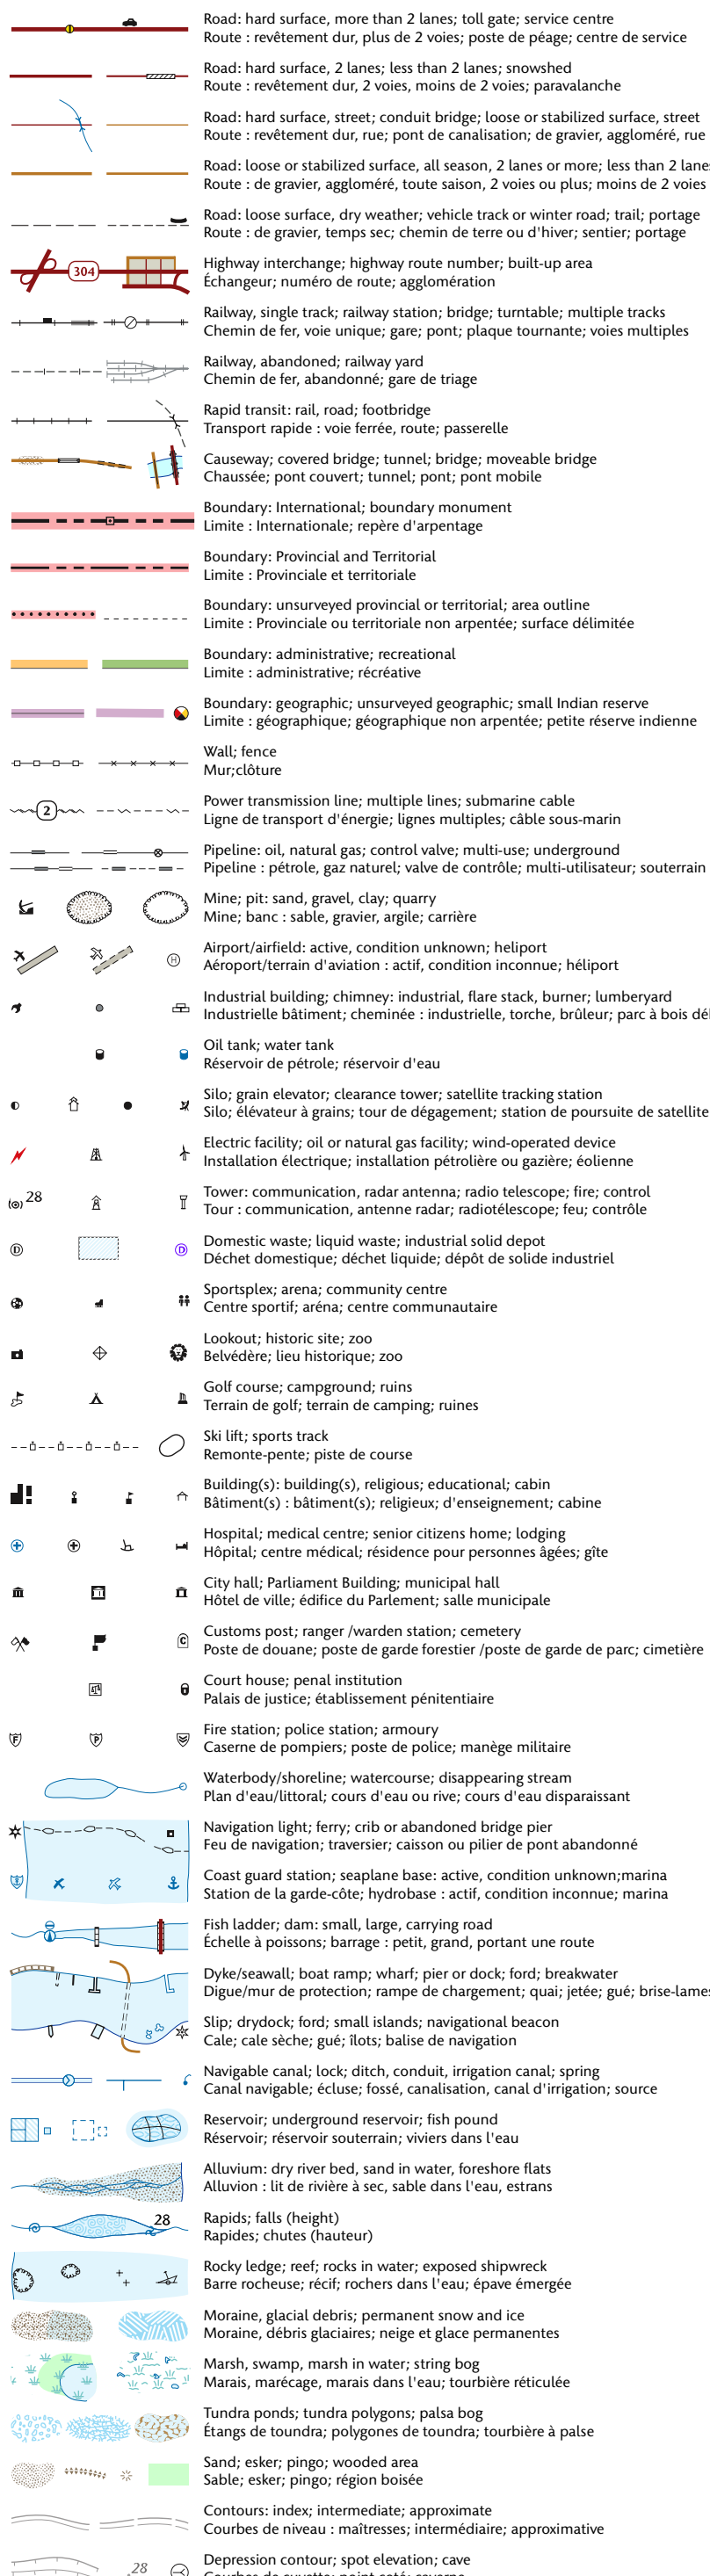 Road: hard surface, more than 2 lanes; toll gate; service centre
Route : revêtement dur, plus de 2 voies; poste de péage; centre de service
Road: hard surface, 2 lanes; less than 2 lanes; snowshed
Route : revêtement dur, 2 voies, moins de 2 voies; paravalanche
Road: hard surface, street; conduit bridge; loose or stabilized surface, street
Route : revêtement dur, rue; pont de canalisation; de gravier, aggloméré, rue
Road: loose or stabilized surface, all season, 2 lanes or more; less than 2 lane
Route : de gravier, aggloméré, toute saison, 2 voies ou plus; moins de 2 voies
Road: loose surface, dry weather; vehicle track or winter road; trail; portage
Route : de gravier, temps sec; chemin de terre ou d'hiver; sentier; portage
304
Highway interchange; highway route number; built-up area
Échangeur; numéro de route; agglomération
Railway, single track; railway station; bridge; turntable; multiple tracks
Chemin de fer, voie unique; gare; pont; plaque tournante; voies multiples
Railway, abandoned; railway yard
Chemin de fer, abandonné; gare de triage
Rapid transit: rail, road; footbridge
Transport rapide : voie ferrée, route; passerelle
Causeway; covered bridge; tunnel; bridge; moveable bridge
Chaussée; pont couvert; tunnel; pont; pont mobile
Boundary: International; boundary monument
Limite : Internationale; repère d'arpentage
Boundary: Provincial and Territorial
Limite : Provinciale et territoriale
Boundary: unsurveyed provincial or territorial; area outline
Limite : Provinciale ou territoriale non arpentée; surface délimitée
Boundary: administrative; recreational
Limite : administrative; récréative
Boundary: geographic; unsurveyed geographic; small Indian reserve
Limite : géographique; géographique non arpentée; petite réserve indienne
Wall; fence
Mur;clôture
2
Power transmission line; multiple lines; submarine cable
Ligne de transport d'énergie; lignes multiples; câble sous-marin
Pipeline: oil, natural gas; control valve; multi-use; underground
Pipeline : pétrole, gaz naturel; valve de contrôle; multi-utilisateur; souterrain
Mine; pit: sand, gravel, clay; quarry
Mine; banc : sable, gravier, argile; carrière
H
Airport/airfield: active, condition unknown; heliport
Aéroport/terrain d'aviation : actif, condition inconnue; héliport
Industrial building; chimney: industrial, flare stack, burner; lumberyard
Industrielle bâtiment; cheminée : industrielle, torche, brûleur; parc à bois dé
Oil tank; water tank
Réservoir de pétrole; réservoir d'eau
Silo; grain elevator; clearance tower; satellite tracking station
Silo; élévateur à grains; tour de dégagement; station de poursuite de satellite
Electric facility; oil or natural gas facility; wind-operated device
Installation électrique; installation pétrolière ou gazière; éolienne
28
Tower: communication, radar antenna; radio telescope; fire; control
Tour : communication, antenne radar; radiotélescope; feu; contrôle
D D
Domestic waste; liquid waste; industrial solid depot
Déchet domestique; déchet liquide; dépôt de solide industriel
Sportsplex; arena; community centre
Centre sportif; aréna; centre communautaire
Lookout; historic site; zoo
Belvédère; lieu historique; zoo
Golf course; campground; ruins
Terrain de golf; terrain de camping; ruines
Ski lift; sports track
Remonte-pente; piste de course
Building(s): building(s), religious; educational; cabin
Bâtiment(s) : bâtiment(s); religieux; d'enseignement; cabine
Hospital; medical centre; senior citizens home; lodging
Hôpital; centre médical; résidence pour personnes âgées; gîte
City hall; Parliament Building; municipal hall
Hôtel de ville; édifice du Parlement; salle municipale
C
Customs post; ranger /warden station; cemetery
Poste de douane; poste de garde forestier /poste de garde de parc; cimetière
Court house; penal institution
Palais de justice; établissement pénitentiaire
F P
Fire station; police station; armoury
Caserne de pompiers; poste de police; manège militaire
Waterbody/shoreline; watercourse; disappearing stream
Plan d'eau/littoral; cours d'eau ou rive; cours d'eau disparaissant
Navigation light; ferry; crib or abandoned bridge pier
Feu de navigation; traversier; caisson ou pilier de pont abandonné
Coast guard station; seaplane base: active, condition unknown;marina
Station de la garde-côte; hydrobase : actif, condition inconnue; marina
Fish ladder; dam: small, large, carrying road
Échelle à poissons; barrage : petit, grand, portant une route
Dyke/seawall; boat ramp; wharf; pier or dock; ford; breakwater
Digue/mur de protection; rampe de chargement; quai; jetée; gué; brise-lames
Slip; drydock; ford; small islands; navigational beacon
Cale; cale sèche; gué; îlots; balise de navigation
Navigable canal; lock; ditch, conduit, irrigation canal; spring
Canal navigable; écluse; fossé, canalisation, canal d'irrigation; source
Reservoir; underground reservoir; fish pound
Réservoir; réservoir souterrain; viviers dans l'eau
Alluvium: dry river bed, sand in water, foreshore flats
Alluvion : lit de rivière à sec, sable dans l'eau, estrans
28
Rapids; falls (height)
Rapides; chutes (hauteur)
Rocky ledge; reef; rocks in water; exposed shipwreck
Barre rocheuse; récif; rochers dans l'eau; épave émergée
Moraine, glacial debris; permanent snow and ice
Moraine, débris glaciaires; neige et glace permanentes
Marsh, swamp, marsh in water; string bog
Marais, marécage, marais dans l'eau; tourbière réticulée
Tundra ponds; tundra polygons; palsa bog
Étangs de toundra; polygones de toundra; tourbière à palse
Sand; esker; pingo; wooded area
Sable; esker; pingo; région boisée
Contours: index; intermediate; approximate
Courbes de niveau : maîtresses; intermédiaire; approximative
28
Depression contour; spot elevation; cave